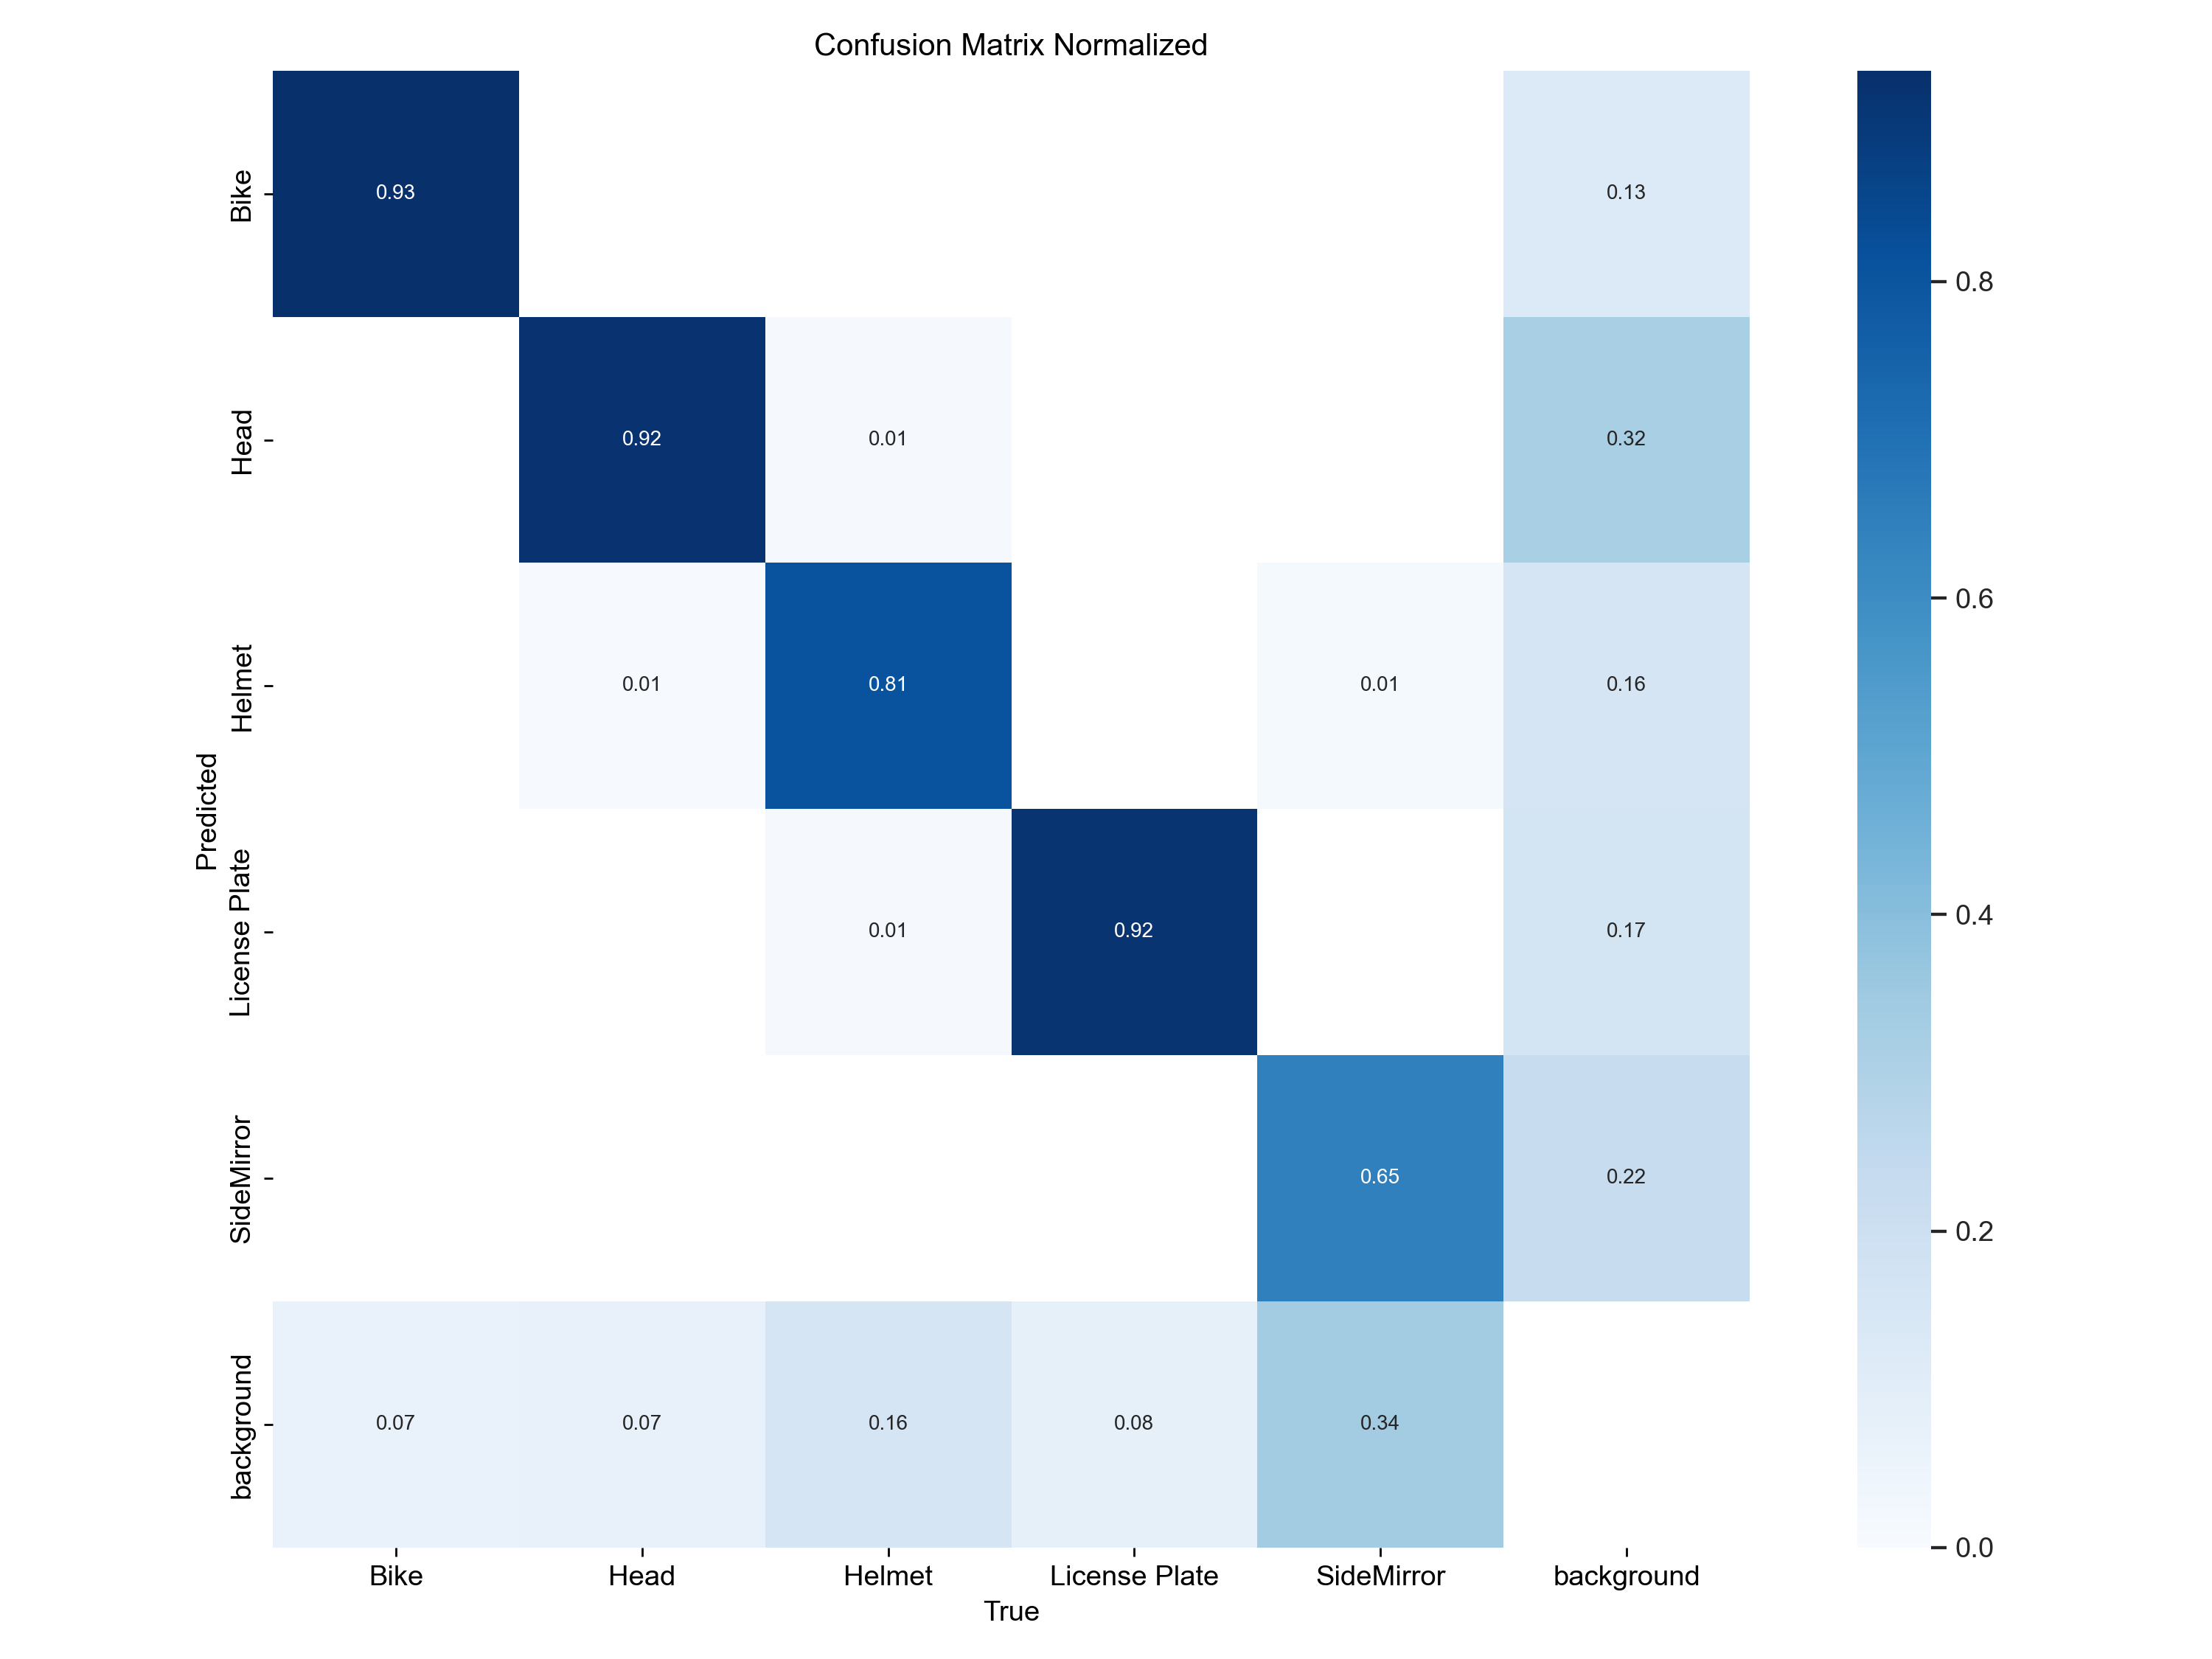 Confusion Matrix Normalized
Bike
0.93
0.13
0.8
Head
0.92
0.01
0.32
0.6
Helmet
0.01
0.81
0.01
0.16
Predicted
License Plate
0.01
0.92
0.17
0.4
SideMirror
0.65
0.22
0.2
background
0.07
0.07
0.16
0.08
0.34
0.0
Bike
Head
Helmet
License Plate
SideMirror
background
True